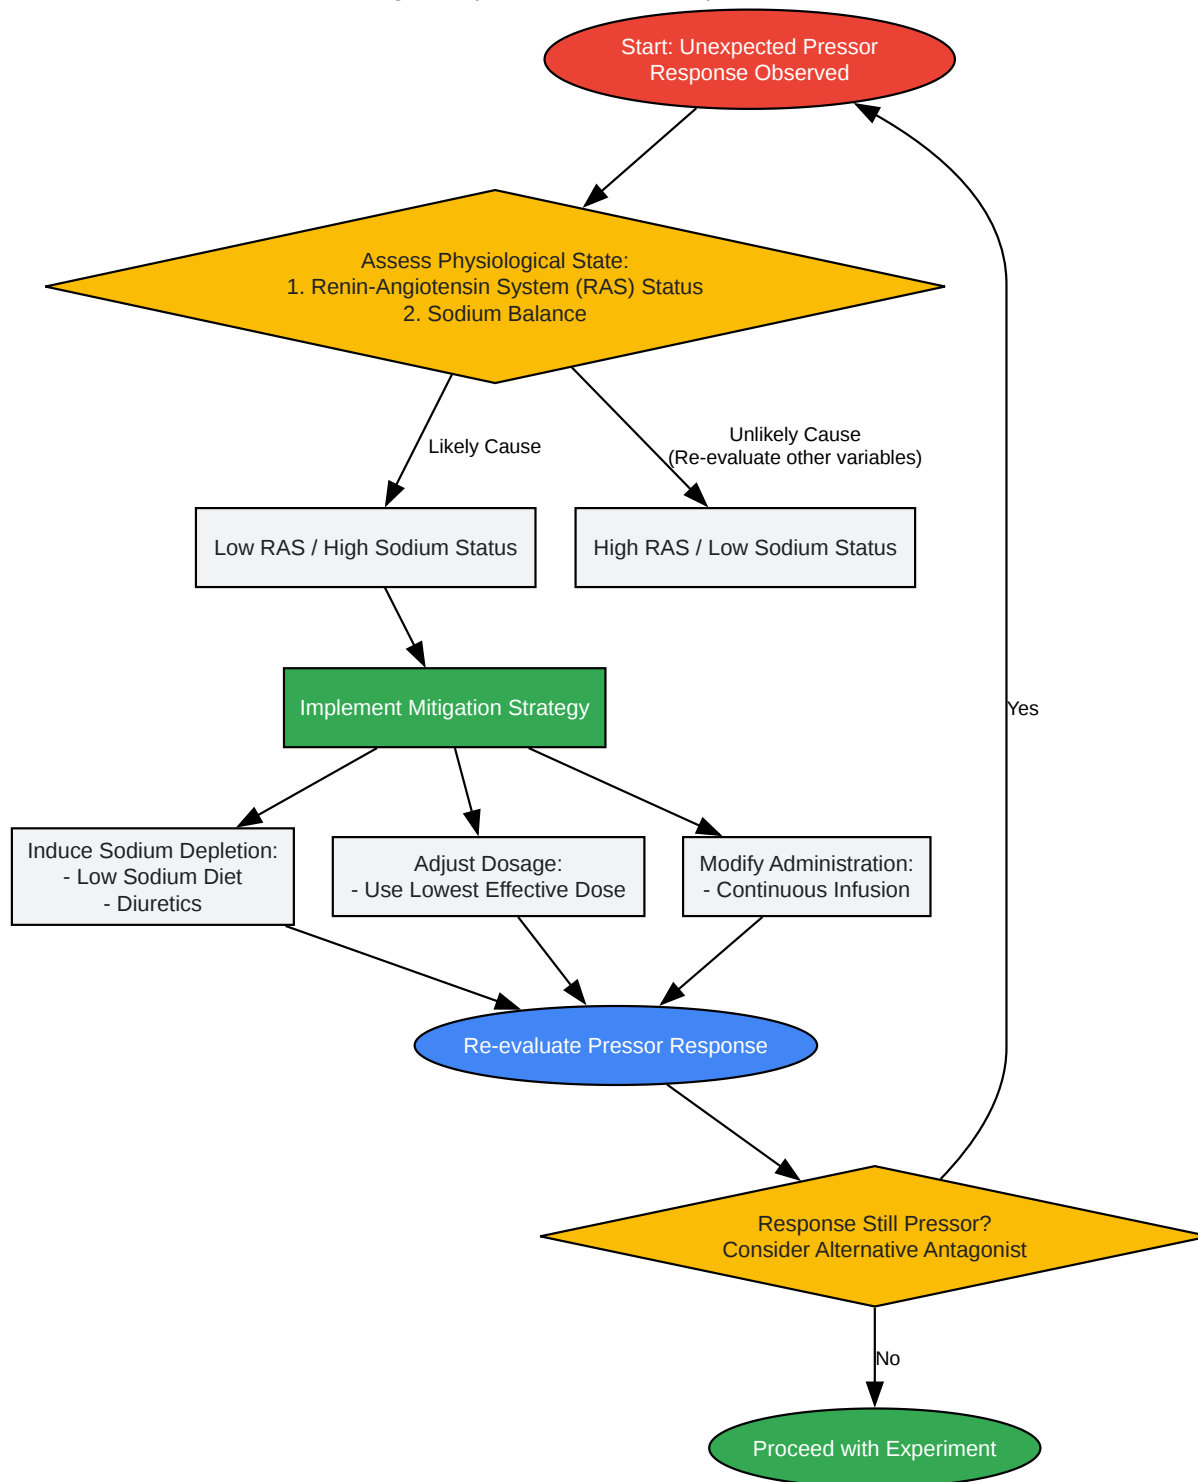 Start: Unexpected Pressor
Response Observed
Assess Physiological State:
1. Renin-Angiotensin System (RAS) Status
2. Sodium Balance
Likely Cause
Unlikely Cause
(Re-evaluate other variables)
Low RAS / High Sodium Status
High RAS / Low Sodium Status
Implement Mitigation Strategy
Yes
Induce Sodium Depletion:
- Low Sodium Diet
- Diuretics
Adjust Dosage:
- Use Lowest Effective Dose
Modify Administration:
- Continuous Infusion
Re-evaluate Pressor Response
Response Still Pressor?
Consider Alternative Antagonist
No
Proceed with Experiment